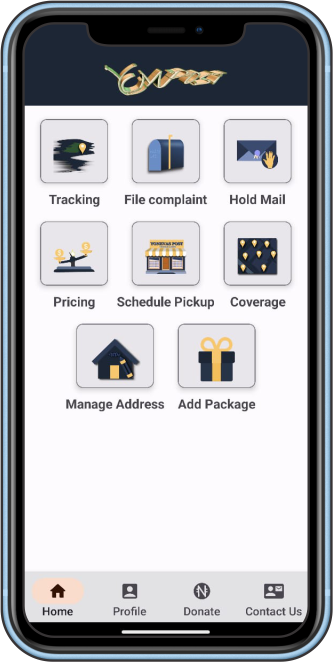 Express
Tracking
File complaint
Hold Mail
Pricing
Schedule Pickup
Coverage
Manage Address
Add Package
Home
Profile
Donate
Contact Us